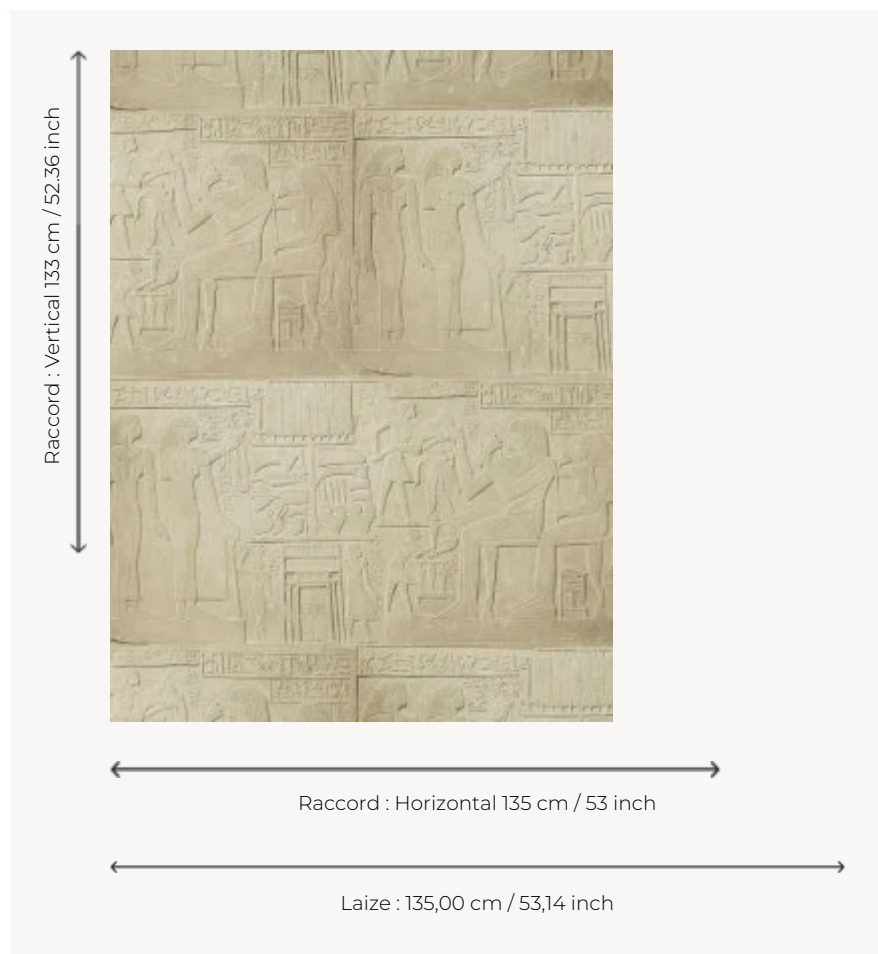 Raccord : Vertical 133 cm / 52.36 inch
Raccord : Horizontal 135 cm / 53 inch
Laize : 135,00 cm / 53,14 inch